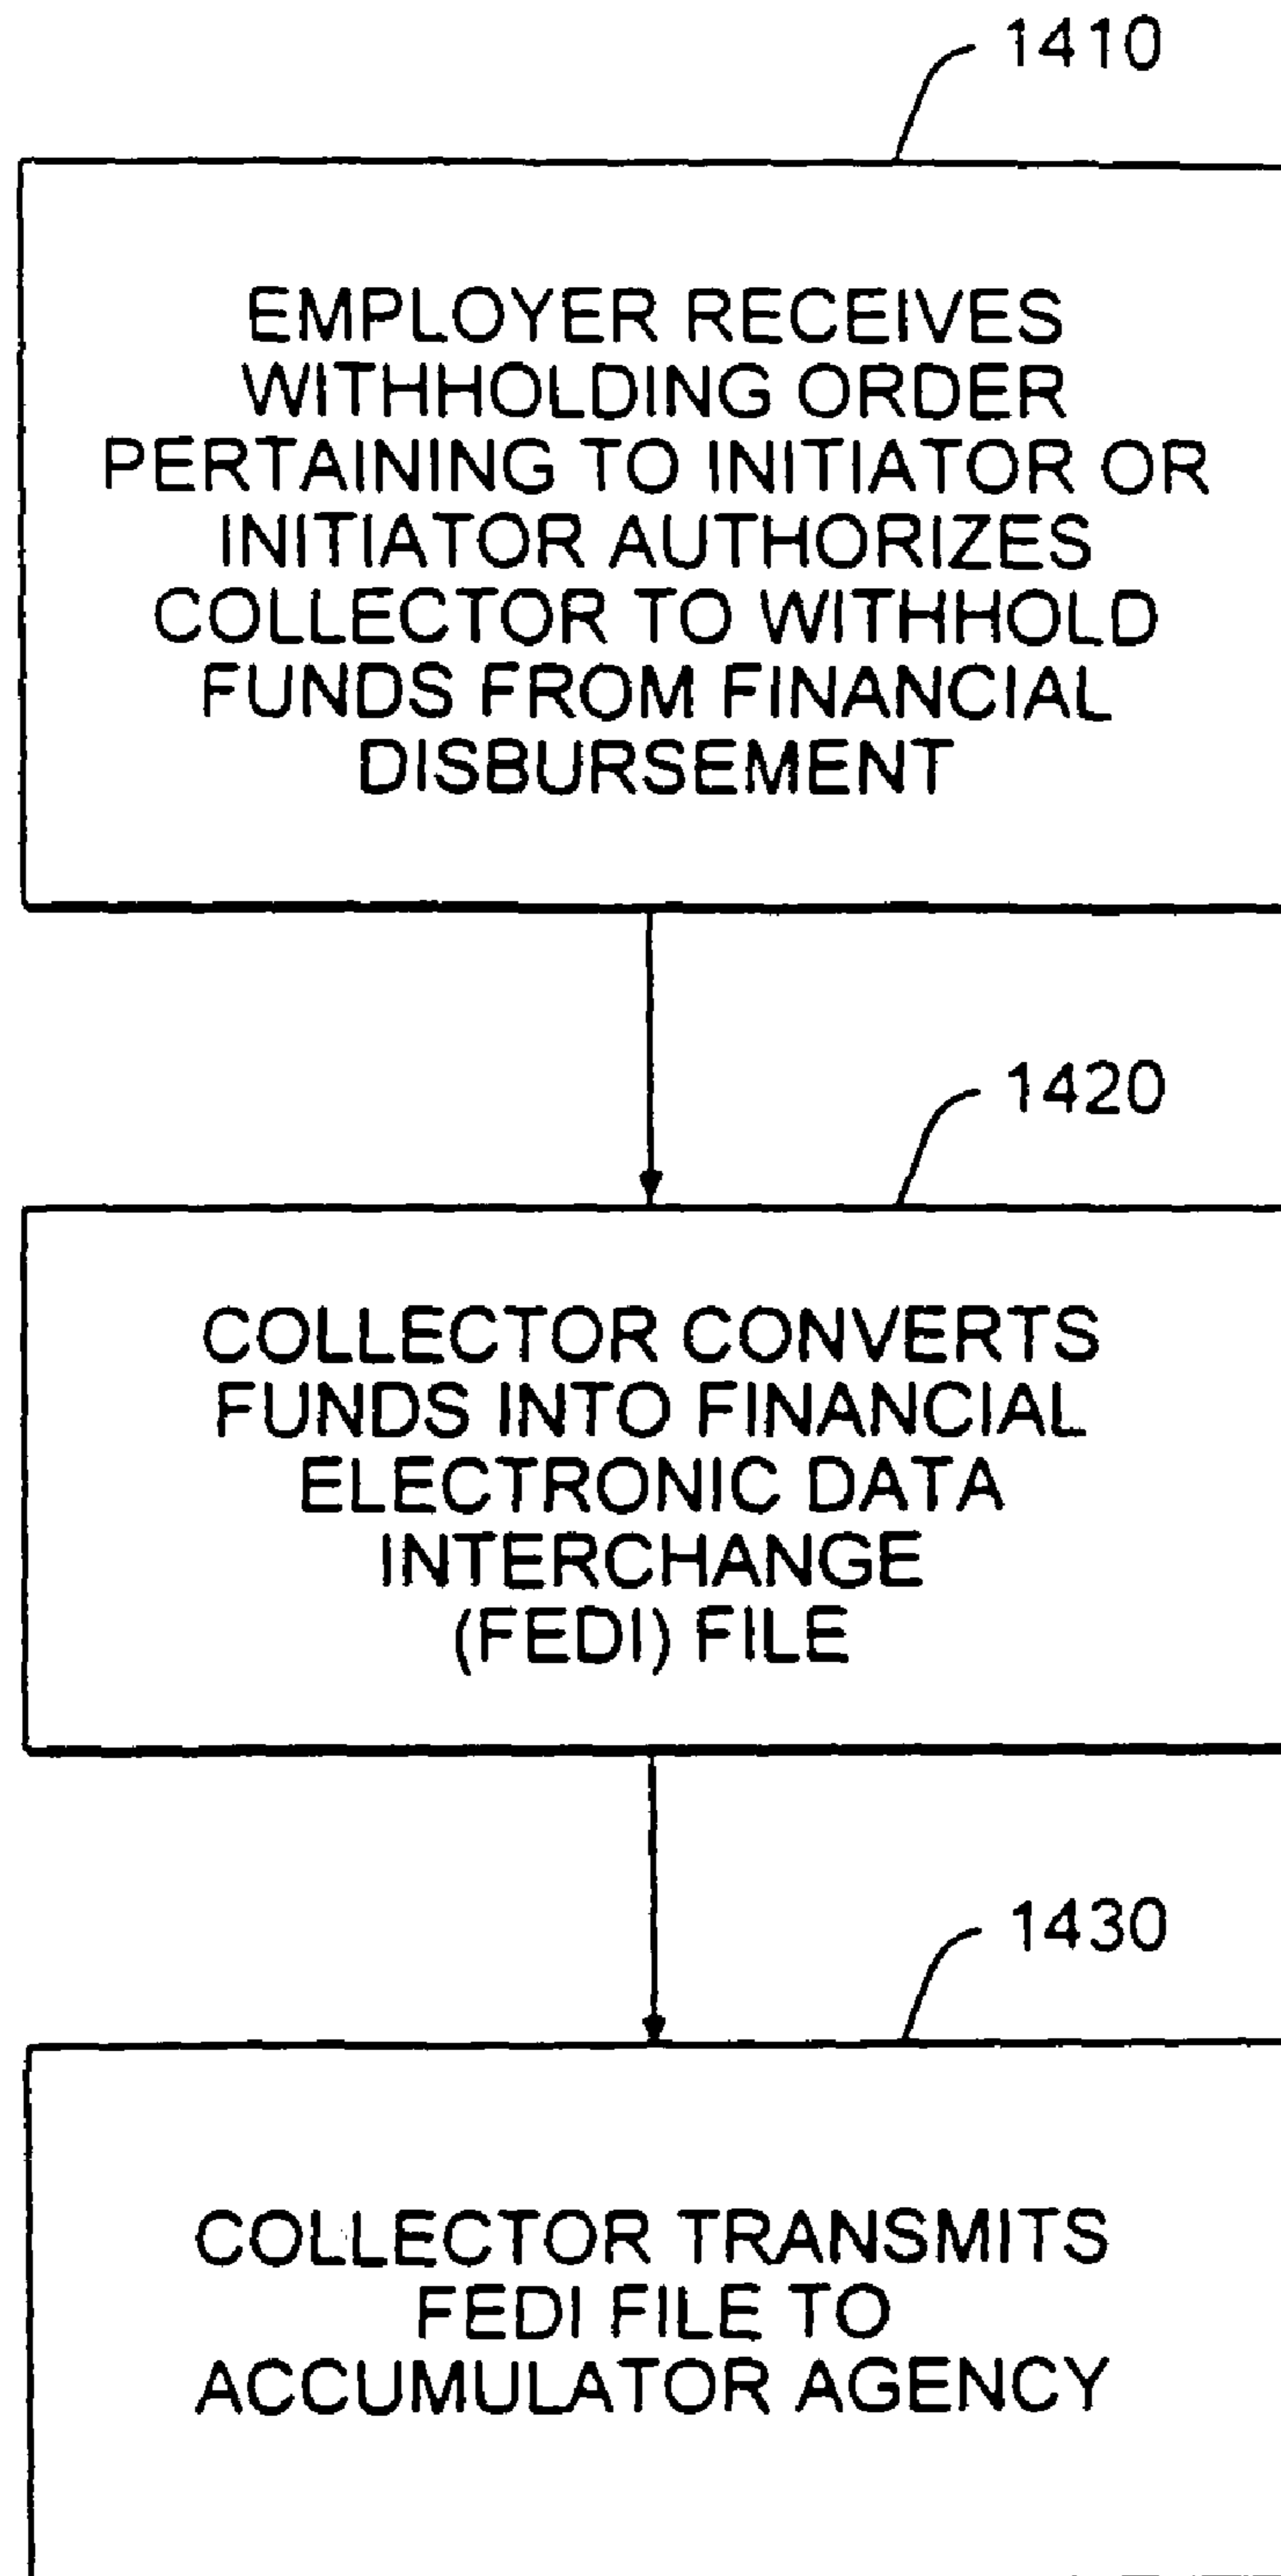 1410
EMPLOYER RECEIVES
WITHHOLDING ORDER
PERTAINING TO INITIATOR OR
INITIATOR AUTHORIZES
COLLECTOR TO WITHHOLD
FUNDS FROM FINANCIAL
DISBURSEMENT
1420
COLLECTOR CONVERTS
FUNDS INTO FINANCIAL
ELECTRONIC DATA
INTERCHANGE
(FEDI) FILE
1430
COLLECTOR TRANSMITS
FEDI FILE TO
ACCUMULATOR AGENCY